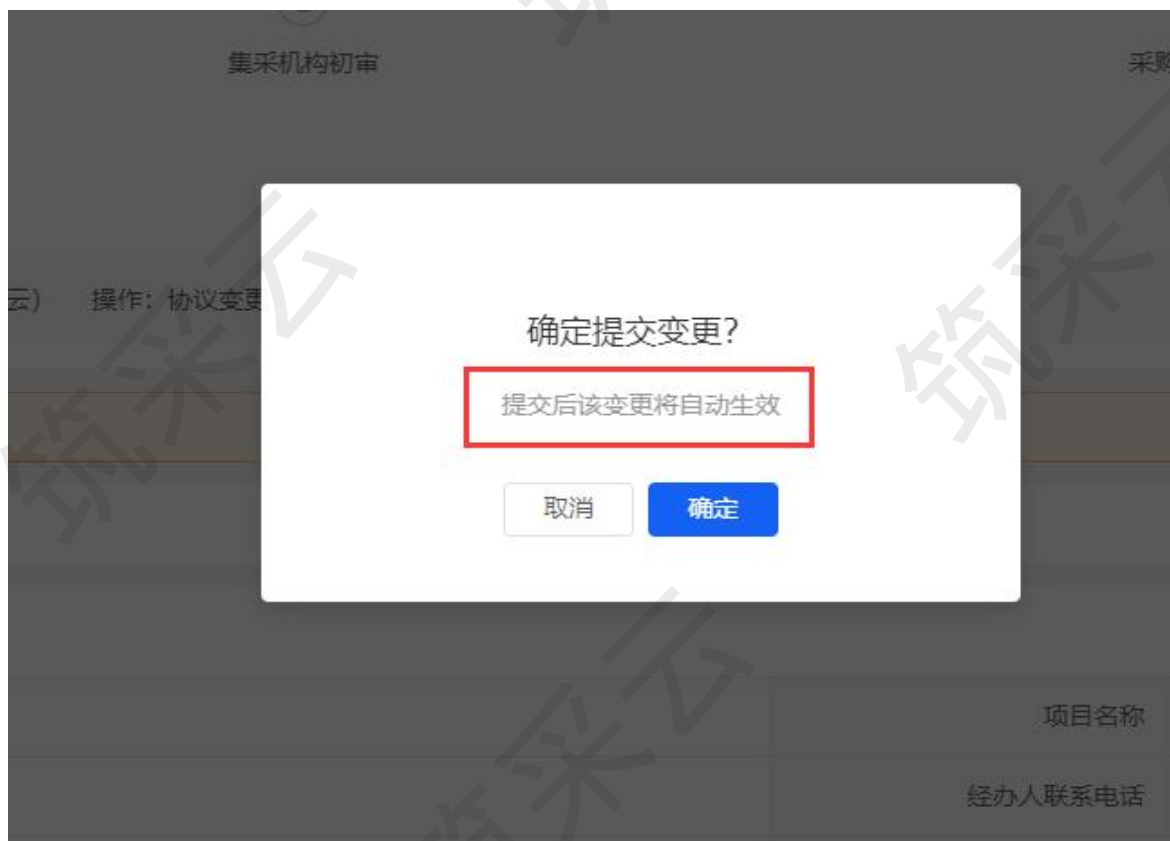 集采机构初审
采购
云) 操作：协议变更
确定提交变更？
提交后该变更将自动生效
取消 确定
项目名称
经办人联系电话
筑采云
筑采云
筑采云